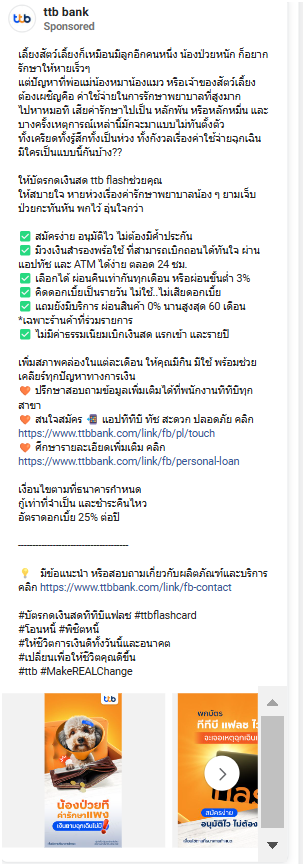 ttb bank
Sponsored
เลี้ยงสัตว์เลี้ยงก็เหมือนมีลูกอีกคนหนึ่ง น้องป่วยหนัก ก็อยาก
รักษาให้หายเร็วๆ
แต่ปัญหาที่พ่อแม่น้องหมาน้องแมว หรือเจ้าของสัตว์เลี้ยง
ต้องเผชิญคือ ค่าใช้จ่ายในการรักษาพยาบาลที่สูงมาก
ไปหาหมอที เสียค่ารักษาไปเป็น หลักพัน หรือหลักหมื่น และ
บางครั้งเหตุการณ์เหล่านี้มักจะมาแบบไม่ทันตั้งตัว
ทั้งเครียดทั้งรู้สึกทั้งเป็นห่วง ทั้งกังวลเรื่องค่าใช้จ่ายฉุกเฉิน
มีใครเป็นแบบนี้กันบ้าง??
ให้บัตรกดเงินสด ttb flashช่วยคุณ
ให้สบายใจ หายห่วงเรื่องค่ารักษาพยาบาลน้อง ๆ ยามเจ็บ
ป่วยกะทันหัน พกไว้ อุ่นใจกว่า
✅ สมัครง่าย อนุมัติไว ไม่ต้องมีค้ำประกัน
✅ มีวงเงินสำรองพร้อใช้ ที่สามารถเบิกถอนได้ทันใจ ผ่าน
แอปทัช และ ATM ได้ง่าย ตลอด 24 ชม.
✅ เลือกได้ ผ่อนคืนเท่ากันทุกเดือน หรือผ่อนขั้นต่ำ 3%
✅ คิดดอกเบี้ยเป็นรายวัน ไม่ใช้..ไม่เสียดอกเบี้ย
✅ แถมยังมีบริการ ผ่อนสินค้า 0% นานสูงสุด 60 เดือน
*เฉพาะร้านค้าที่ร่วมรายการ
✅ ไม่มีค่าธรรมเนียมเบิกเงินสด แรกเข้า และรายปี
เพิ่มสภาพคล่องในแต่ละเดือน ให้คุณมีกิน มีใช้ พร้อมช่วย
เคลียร์ทุกปัญหาทางการเงิน
🧡 ปรึกษาสอบถามข้อมูลเพิ่มเติมได้ที่พนักงานทีทีบีทุก
สาขา
🧡 สนใจสมัคร 📲 แอปทีทีบี ทัช สะดวก ปลอดภัย คลิก
https://www.ttbbank.com/link/fb/pl/touch
🧡 ศึกษารายละเอียดเพิ่มเติม คลิก
https://www.ttbbank.com/link/fb/personal-loan
เงื่อนไขตามที่ธนาคารกำหนด
กู้เท่าที่จำเป็น และชำระคืนไหว
อัตราดอกเบี้ย 25% ต่อปี
------------------------------------
💡 มีข้อแนะนำ หรือสอบถามเกี่ยวกับผลิตภัณฑ์และบริการ
คลิก https://www.ttbbank.com/link/fb-contact
#บัตรกดเงินสดทีทีบีแฟลช #ttbflashcard
#โอนหนี้ #พิชิตหนี้
#ให้ชีวิตการเงินดีทั้งวันนี้และอนาคต
#เปลี่ยนเพื่อให้ชีวิตคุณดีขึ้น
#ttb #MakeREALChange
ttb
น้องป่วยที
ค่ารักษาแพง
พกบัตร
ทีทีบี แฟลช ไ
จะเจอเหตุฉุกเฉิน
สมัครง่าย
อนุมัติไว ไม่ต้อ